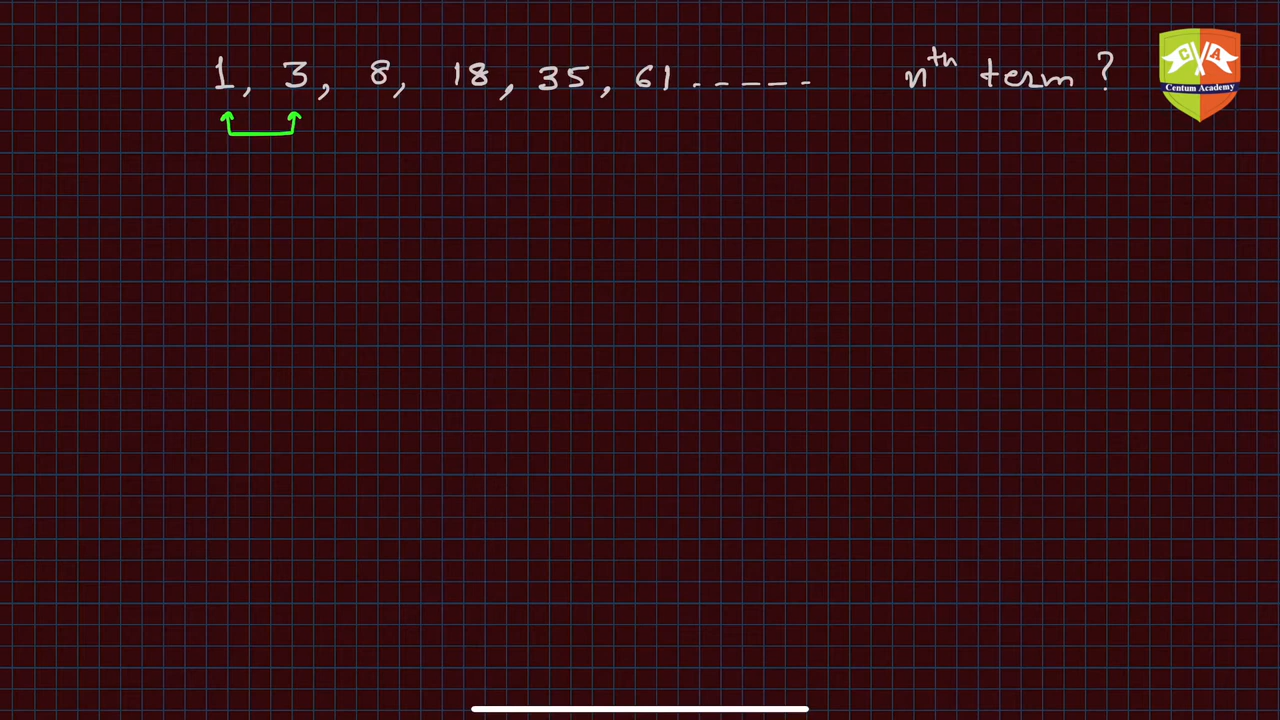 1, 3, 8, 18, 35, 61 ------ nth term ?
C A
Centum Academy